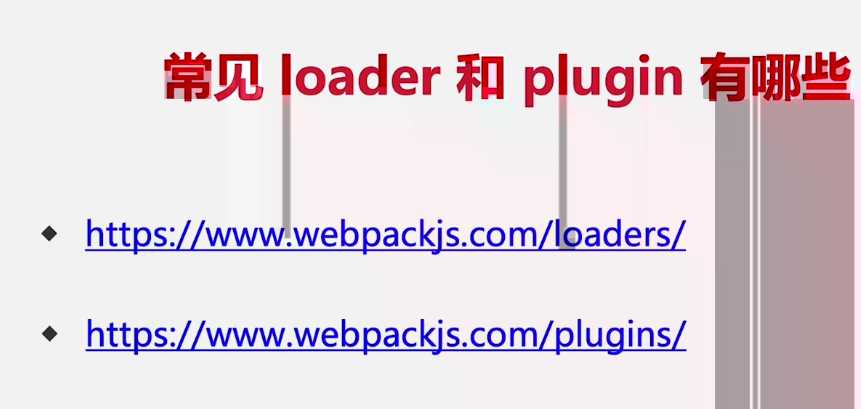 常见 loader 和 plugin 有哪些
https://www.webpackjs.com/loaders/
https://www.webpackjs.com/plugins/